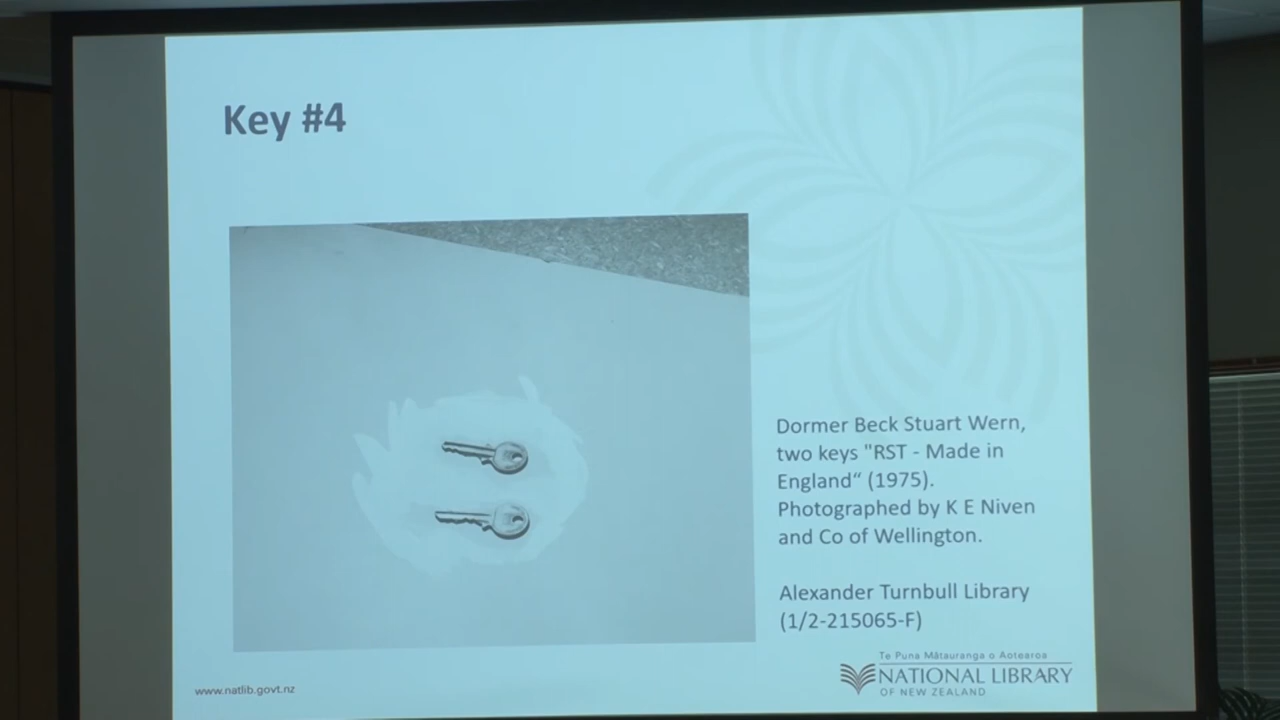 Key #4
Dormer Beck Stuart Wern,
two keys "RST - Made in
England“ (1975).
Photographed by K E Niven
and Co of Wellington.
Alexander Turnbull Library
(1/2-215065-F)
www.natlib.govt.nz
Te Puna Mātauranga o Aotearoa
NATIONAL LIBRARY
OF NEW ZEALAND